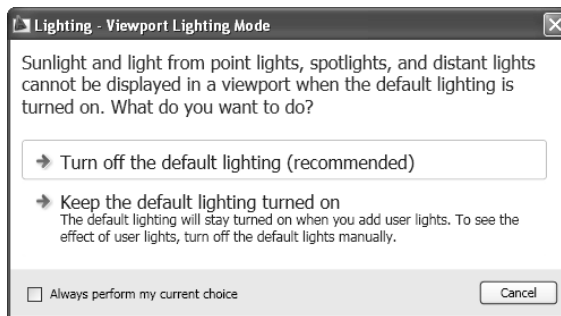 Lighting - Viewport Lighting Mode
Sunlight and light from point lights, spotlights, and distant lights
cannot be displayed in a viewport when the default lighting is
turned on. What do you want to do?
Turn off the default lighting (recommended)
Keep the default lighting turned on
The default lighting will stay turned on when you add user lights. To see the
effect of user lights, turn off the default lights manually.
Always perform my current choice
Cancel